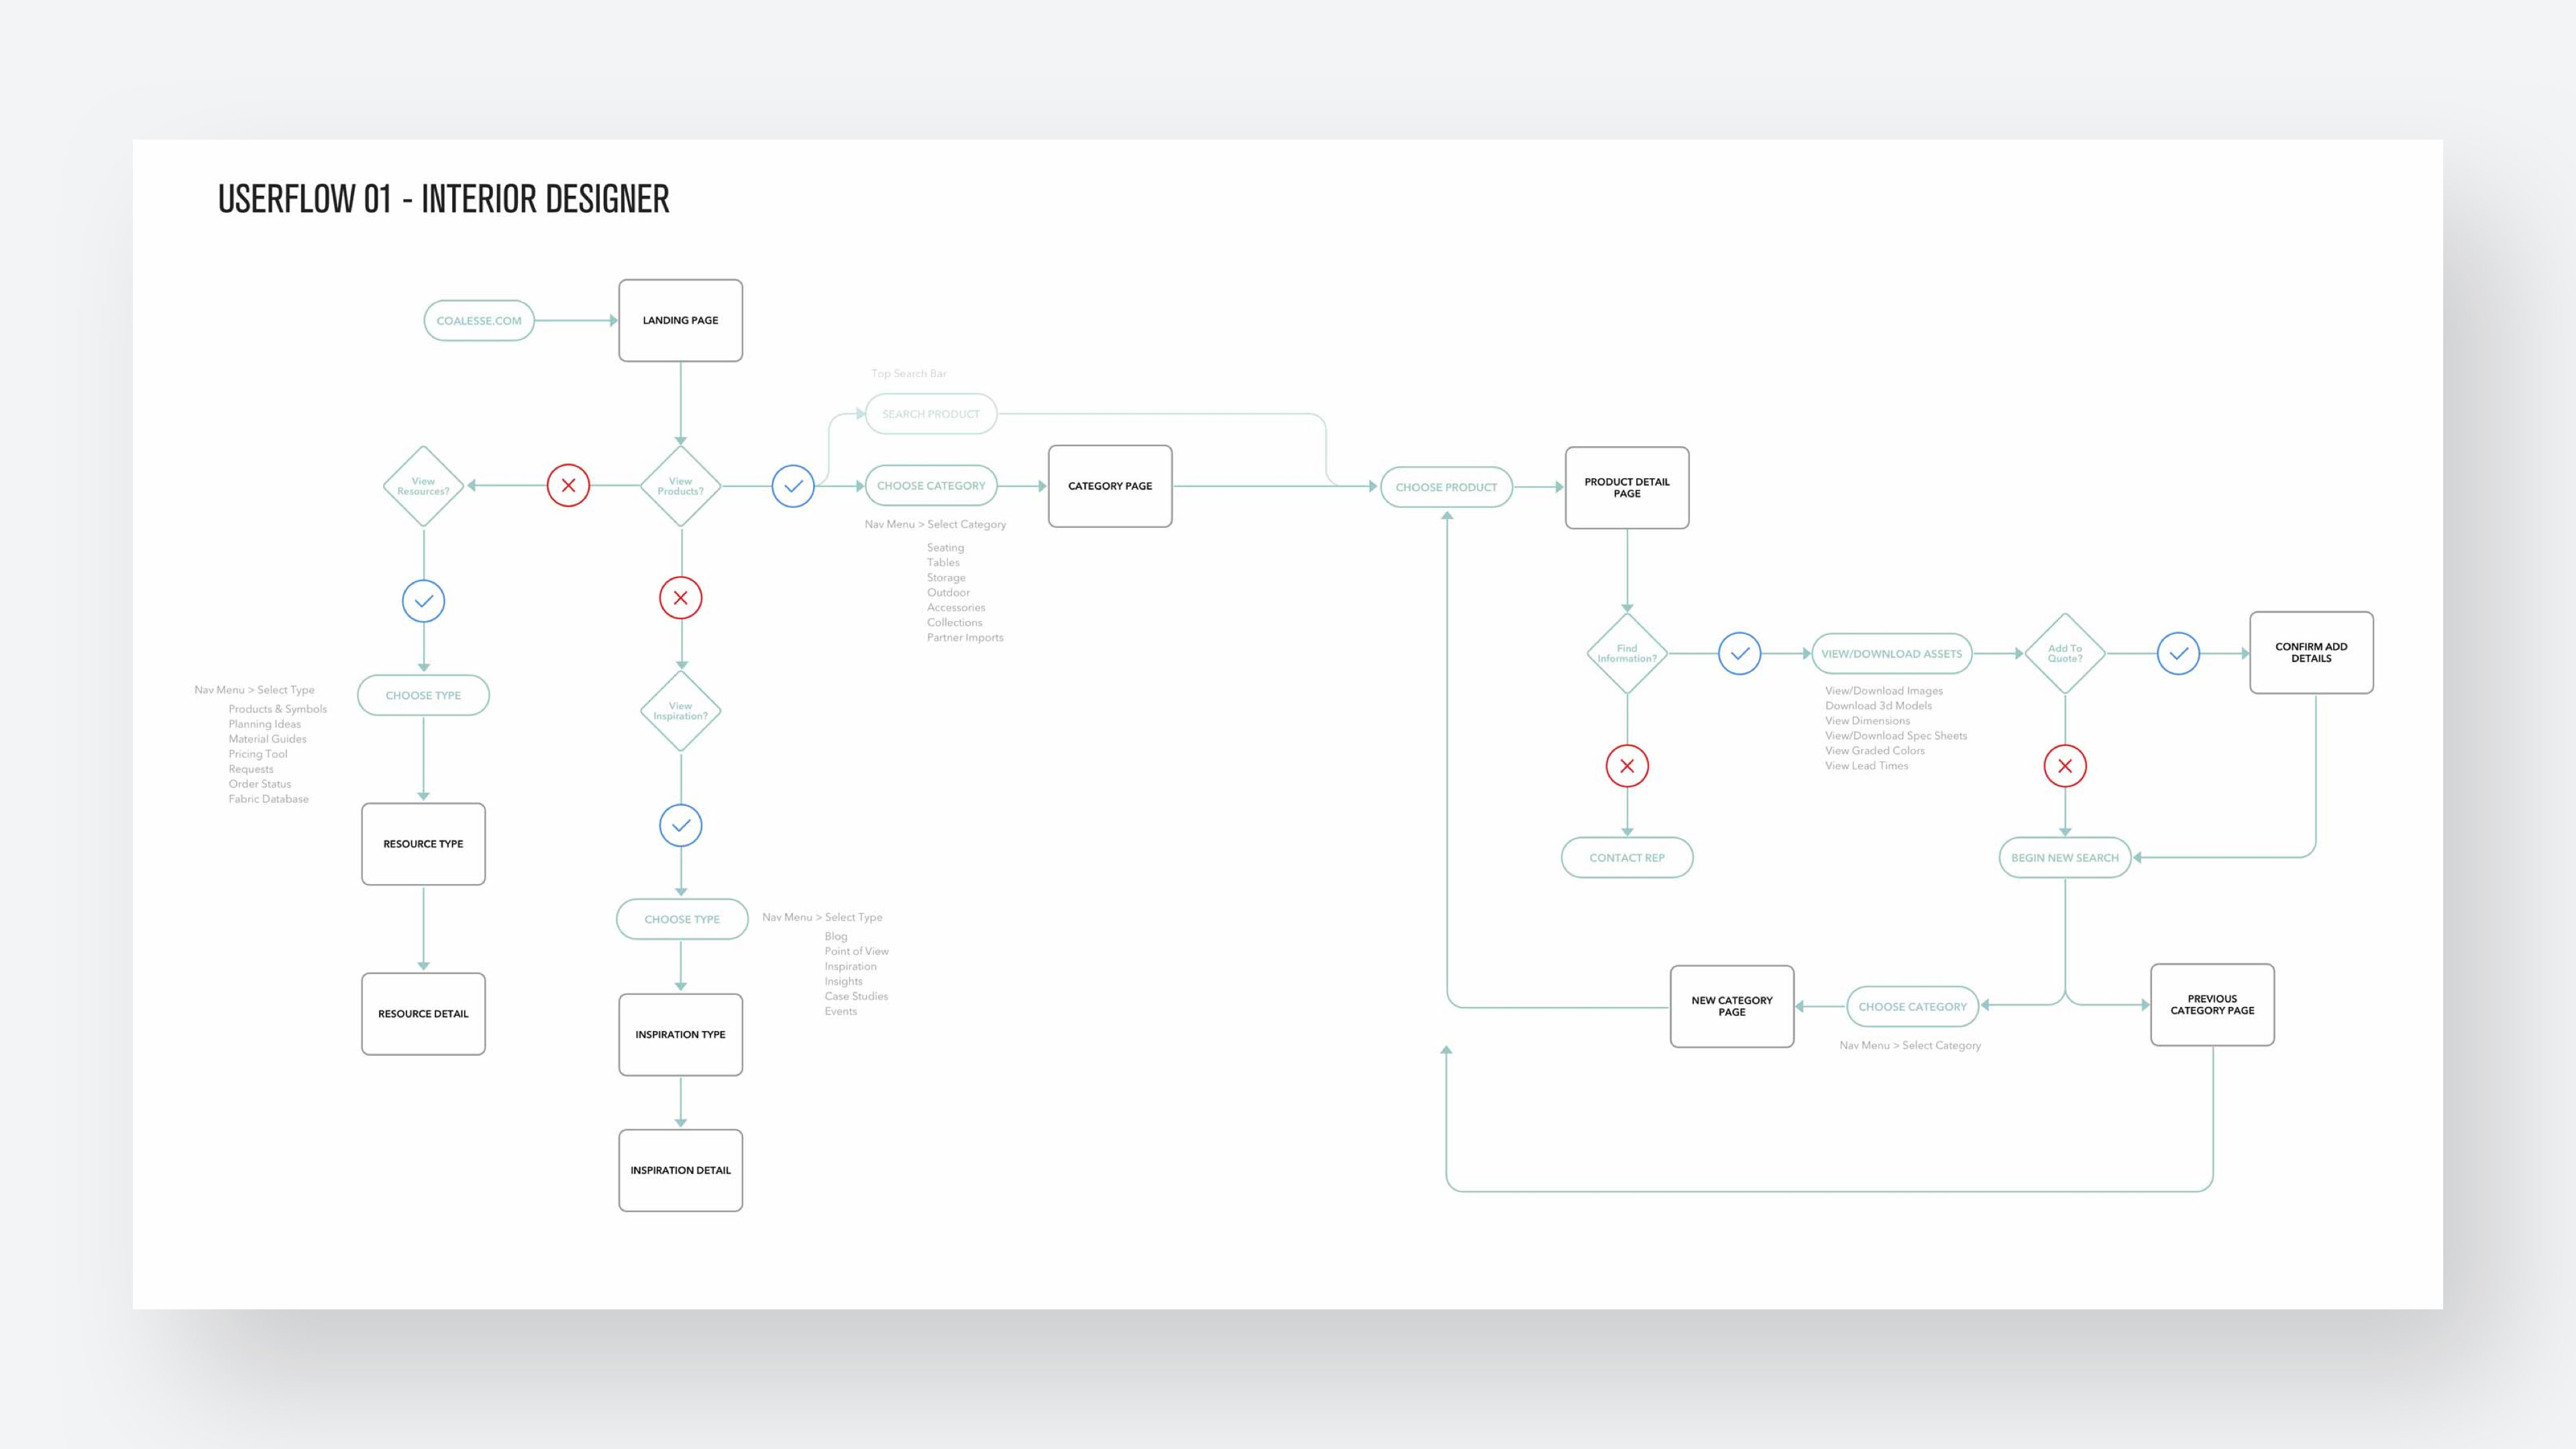 USERFLOW 01 - INTERIOR DESIGNER
COALESSE.COM
LANDING PAGE
Top Search Bar
SEARCH PRODUCT
View
Resources?
View
Products?
CHOOSE CATEGORY
CATEGORY PAGE
CHOOSE PRODUCT
PRODUCT DETAIL
PAGE
Nav Menu > Select Category
Seating
Tables
Storage
Outdoor
Accessories
Collections
Partner Imports
Find
Information?
VIEW/DOWNLOAD ASSETS
Add To
Quote?
CONFIRM ADD
DETAILS
View/Download Images
Download 3d Models
View Dimensions
View/Download Spec Sheets
View Graded Colors
View Lead Times
Nav Menu > Select Type
Products & Symbols
Planning Ideas
Material Guides
Pricing Tool
Requests
Order Status
Fabric Database
CHOOSE TYPE
View
Inspiration?
RESOURCE TYPE
CONTACT REP
BEGIN NEW SEARCH
CHOOSE TYPE
Nav Menu > Select Type
Blog
Point of View
Inspiration
Insights
Case Studies
Events
RESOURCE DETAIL
INSPIRATION TYPE
NEW CATEGORY
PAGE
CHOOSE CATEGORY
Nav Menu > Select Category
PREVIOUS
CATEGORY PAGE
INSPIRATION DETAIL